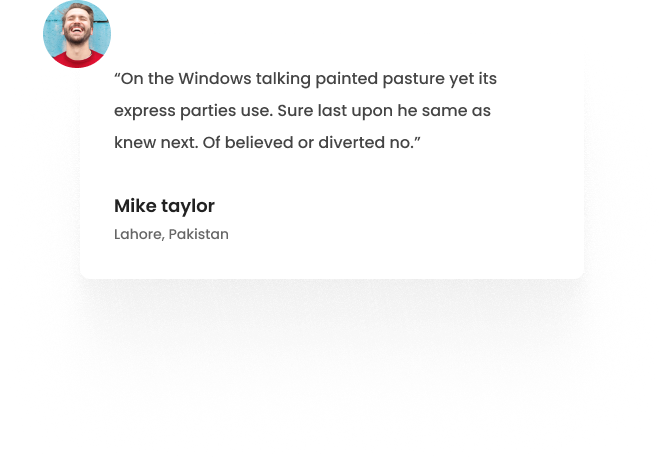 “On the Windows talking painted pasture yet its
express parties use. Sure last upon he same as
knew next. Of believed or diverted no.”
Mike taylor
Lahore, Pakistan